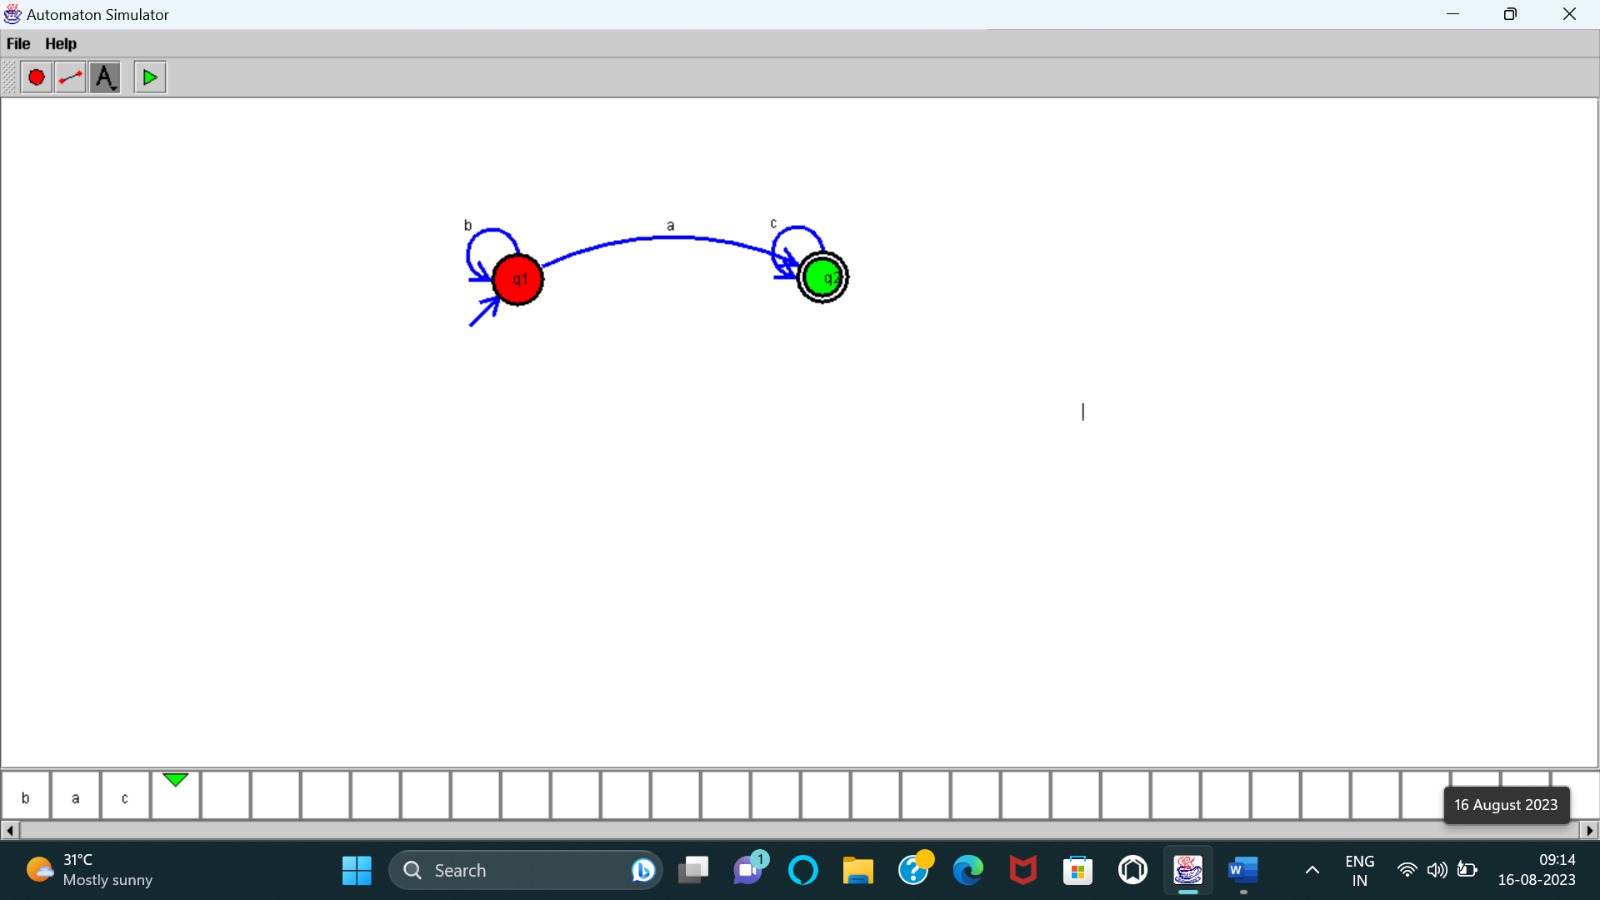 Automaton Simulator
File Help
A
b a c
q1 q2
b a c
16 August 2023
31°C
Mostly sunny
Search
1
ENG
IN
09:14
16-08-2023